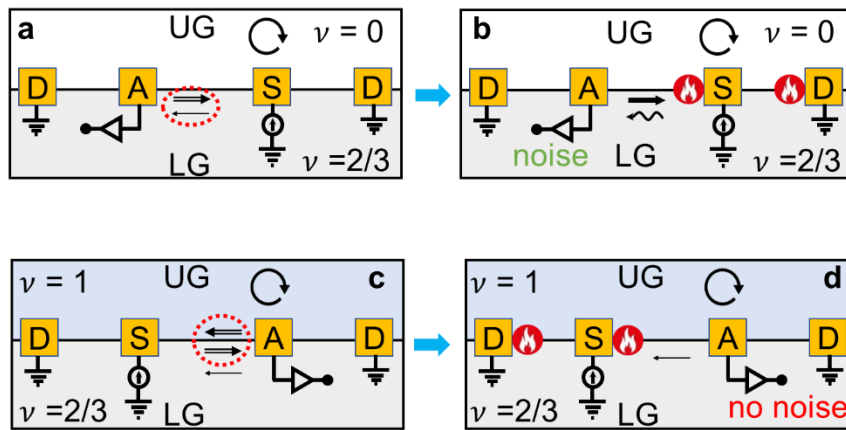 a
UG
ν = 0
D
A
S
D
LG
ν =2/3
b
UG
ν = 0
D
A
S
D
noise
LG
ν =2/3
ν = 1
UG
c
D
S
A
D
ν =2/3
LG
ν = 1
UG
d
D
S
A
D
ν =2/3
LG
no noise